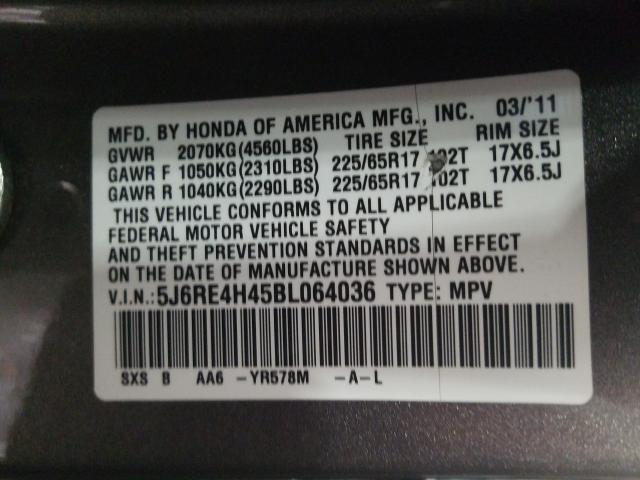 MFD. BY HONDA OF AMERICA MFG., INC. 03/'11
GVWR 2070KG(4560LBS) TIRE SIZE RIM SIZE
GAWR F 1050KG(2310LBS) 225/65R17 102T 17X6.5J
GAWR R 1040KG(2290LBS) 225/65R17 102T 17X6.5J
THIS VEHICLE CONFORMS TO ALL APPLICABLE
FEDERAL MOTOR VEHICLE SAFETY
AND THEFT PREVENTION STANDARDS IN EFFECT
ON THE DATE OF MANUFACTURE SHOWN ABOVE.
V.I.N.:5J6RE4H45BL064036 TYPE: MPV
SXS B AA6 -YR578M -A-L